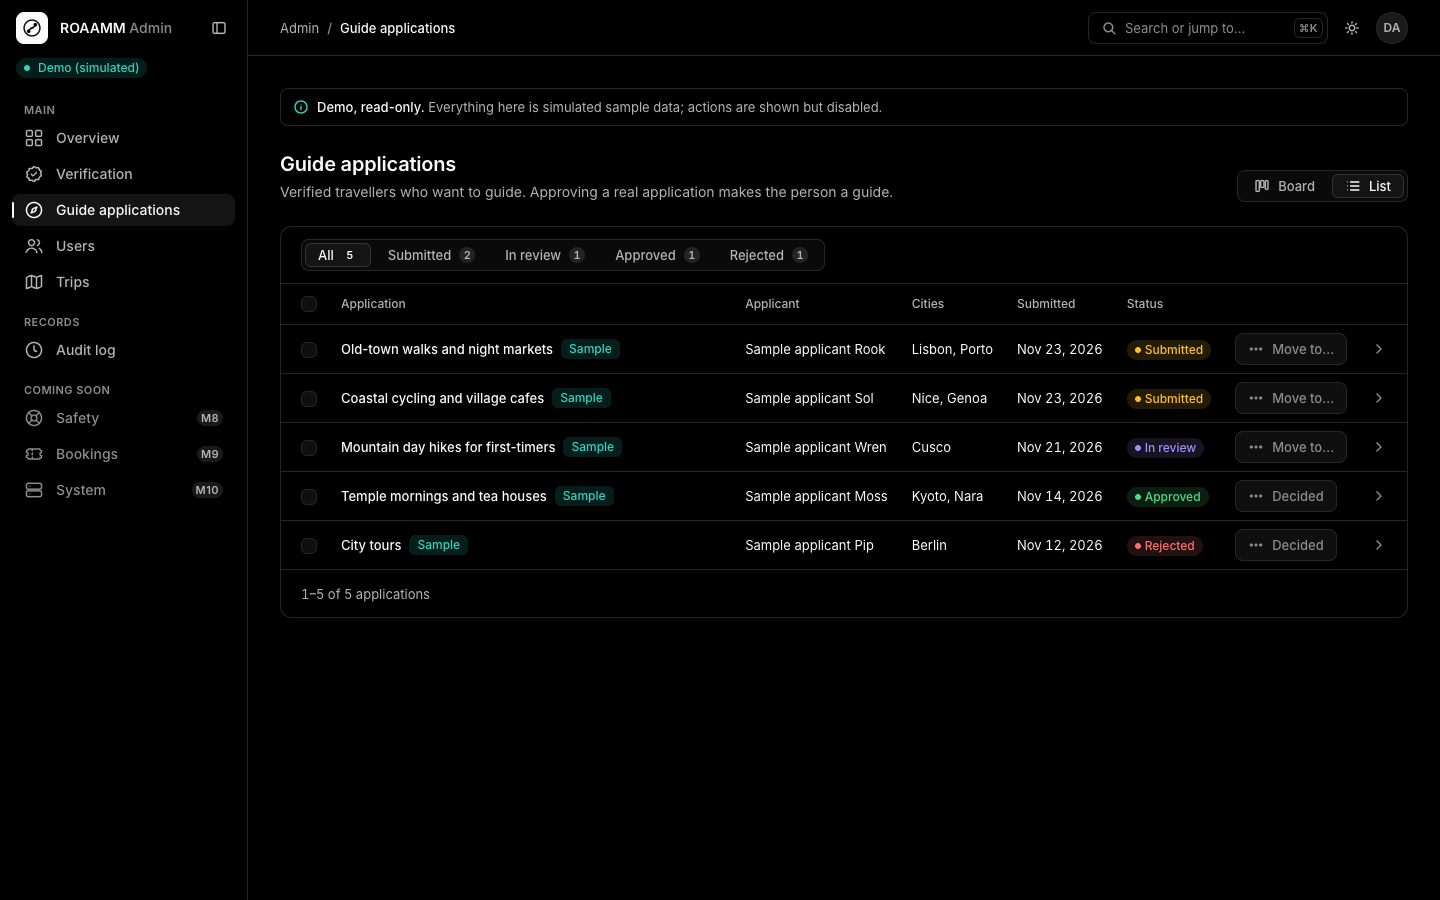 ROAAMM Admin
Demo (simulated)
MAIN
Overview
Verification
Guide applications
Users
Trips
RECORDS
Audit log
COMING SOON
Safety M8
Bookings M9
System M10
Admin / Guide applications
Search or jump to... ⌘K
DA
Demo, read-only. Everything here is simulated sample data; actions are shown but disabled.
Guide applications
Verified travellers who want to guide. Approving a real application makes the person a guide.
Board List
All 5 Submitted 2 In review 1 Approved 1 Rejected 1
Application Applicant Cities Submitted Status
Old-town walks and night markets Sample Sample applicant Rook Lisbon, Porto Nov 23, 2026 Submitted Move to...
Coastal cycling and village cafes Sample Sample applicant Sol Nice, Genoa Nov 23, 2026 Submitted Move to...
Mountain day hikes for first-timers Sample Sample applicant Wren Cusco Nov 21, 2026 In review Move to...
Temple mornings and tea houses Sample Sample applicant Moss Kyoto, Nara Nov 14, 2026 Approved Decided
City tours Sample Sample applicant Pip Berlin Nov 12, 2026 Rejected Decided
1–5 of 5 applications